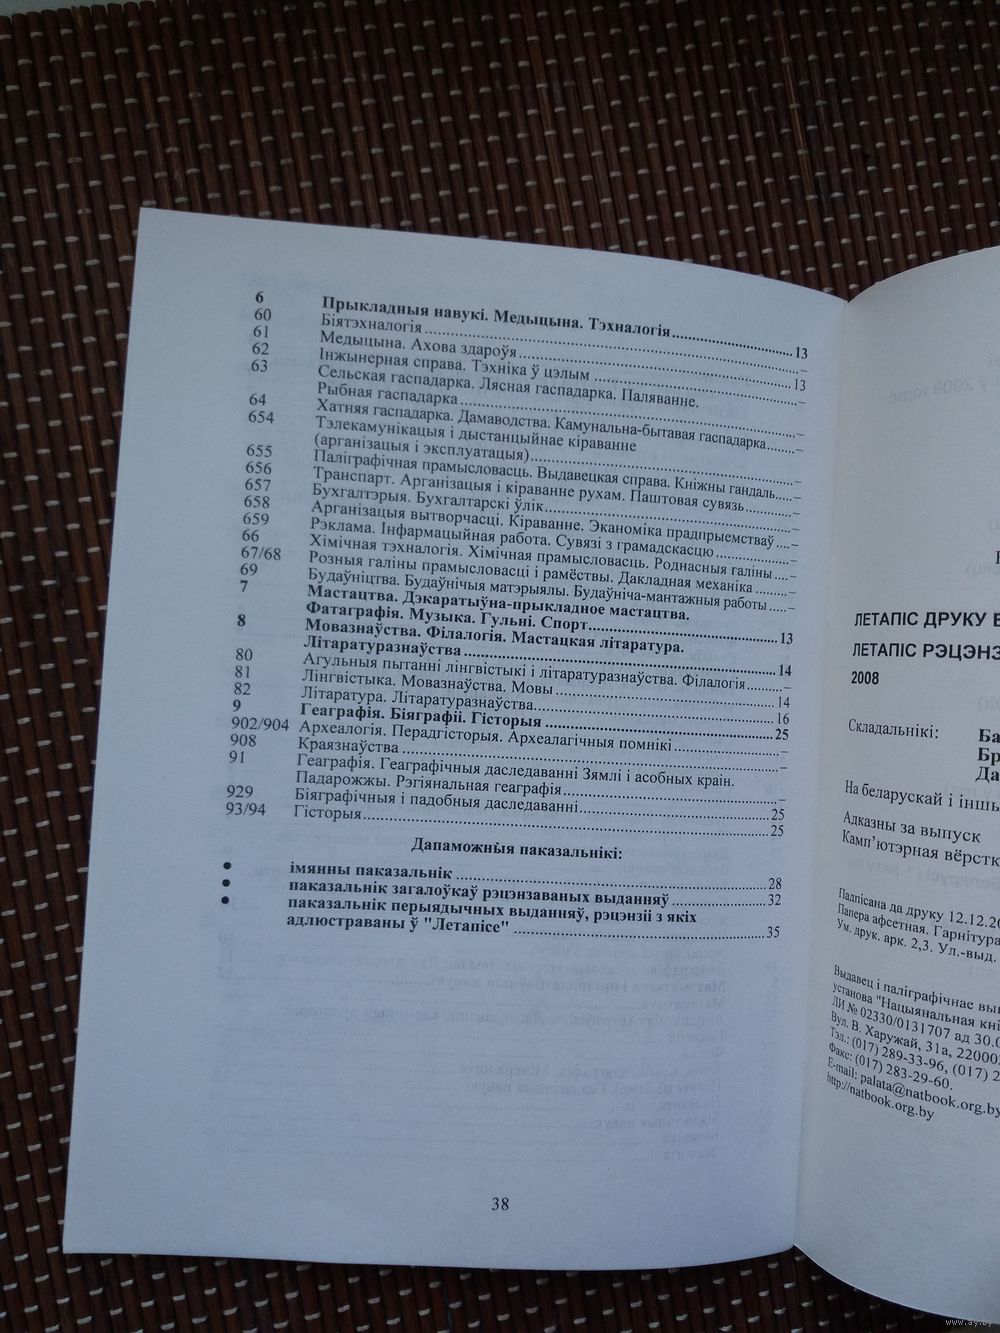 6 Прыкладныя навукі. Медыцына. Тэхналогія.......13
60 Біятэхналогія.......–
61 Медыцына. Ахова здароўя.......13
62 Інжынерная справа. Тэхніка ў цэлым.......–
63 Сельская гаспадарка. Лясная гаспадарка. Паляванне.
Рыбная гаспадарка.......–
64 Хатняя гаспадарка. Дамаводства. Камунальна-бытавая гаспадарка.......–
654 Тэлекамунікацыя і дыстанцыйнае кіраванне
(арганізацыя і эксплуатацыя).......–
655 Паліграфічная прамысловасць. Выдавецкая справа. Кніжны гандаль.....–
656 Транспарт. Арганізацыя і кіраванне рухам. Паштовая сувязь.......–
657 Бухгалтэрыя. Бухгалтарскі ўлік.......–
658 Арганізацыя вытворчасці. Кіраванне. Эканоміка прадпрыемстваў....–
659 Рэклама. Інфармацыйная работа. Сувязі з грамадскасцю.......–
66 Хімічная тэхналогія. Хімічная прамысловасць. Роднасныя галіны....–
67/68 Розныя галіны прамысловасці і рамёствы. Дакладная механіка.......–
69 Будаўніцтва. Будаўнічыя матэрыялы. Будаўніча-мантажныя работы.....–
7 Мастацтва. Дэкаратыўна-прыкладное мастацтва.
Фатаграфія. Музыка. Гульні. Спорт.......13
8 Мовазнаўства. Філалогія. Мастацкая літаратура.
Літаратуразнаўства.......14
80 Агульныя пытанні лінгвістыкі і літаратуразнаўства. Філалогія.......–
81 Лінгвістыка. Мовазнаўства. Мовы.......14
82 Літаратура. Літаратуразнаўства.......16
9 Геаграфія. Біяграфіі. Гісторыя.......25
902/904 Археалогія. Перадгісторыя. Археалагічныя помнікі.......–
908 Краязнаўства.......–
91 Геаграфія. Геаграфічныя даследаванні Зямлі і асобных краін.
Падарожжы. Рэгіянальная геаграфія.......–
929 Біяграфічныя і падобныя даследаванні.......25
93/94 Гісторыя.......25
Дапаможныя паказальнікі:
• імянны паказальнік.......28
• паказальнік загалоўкаў рэцэнзаваных выданняў.......32
• паказальнік перыядычных выданняў, рэцэнзіі з якіх
адлюстраваны ў "Летапісе".......35
38
ЛЕТАПІС ДРУКУ
ЛЕТАПІС РЭЦЭНЗ
2008
Складальнікі: Ба
Бр
Да
На беларускай і інш
Адказны за выпуск
Камп'ютэрная вёрстк
Падпісана да друку 12.12.20
Папера афсетная. Гарнітура
Ум. друк. арк. 2,3. Ул.-выд.
Выдавец і паліграфічнае вы
установа "Нацыянальная кні
ЛИ № 02330/0131707 ад 30.0
Вул. В. Харужай, 31а, 22000
Тэл.: (017) 289-33-96, (017) 2
Факс: (017) 283-29-60.
E-mail: palata@natbook.org.by
http://natbook.org.by
www.ay.by